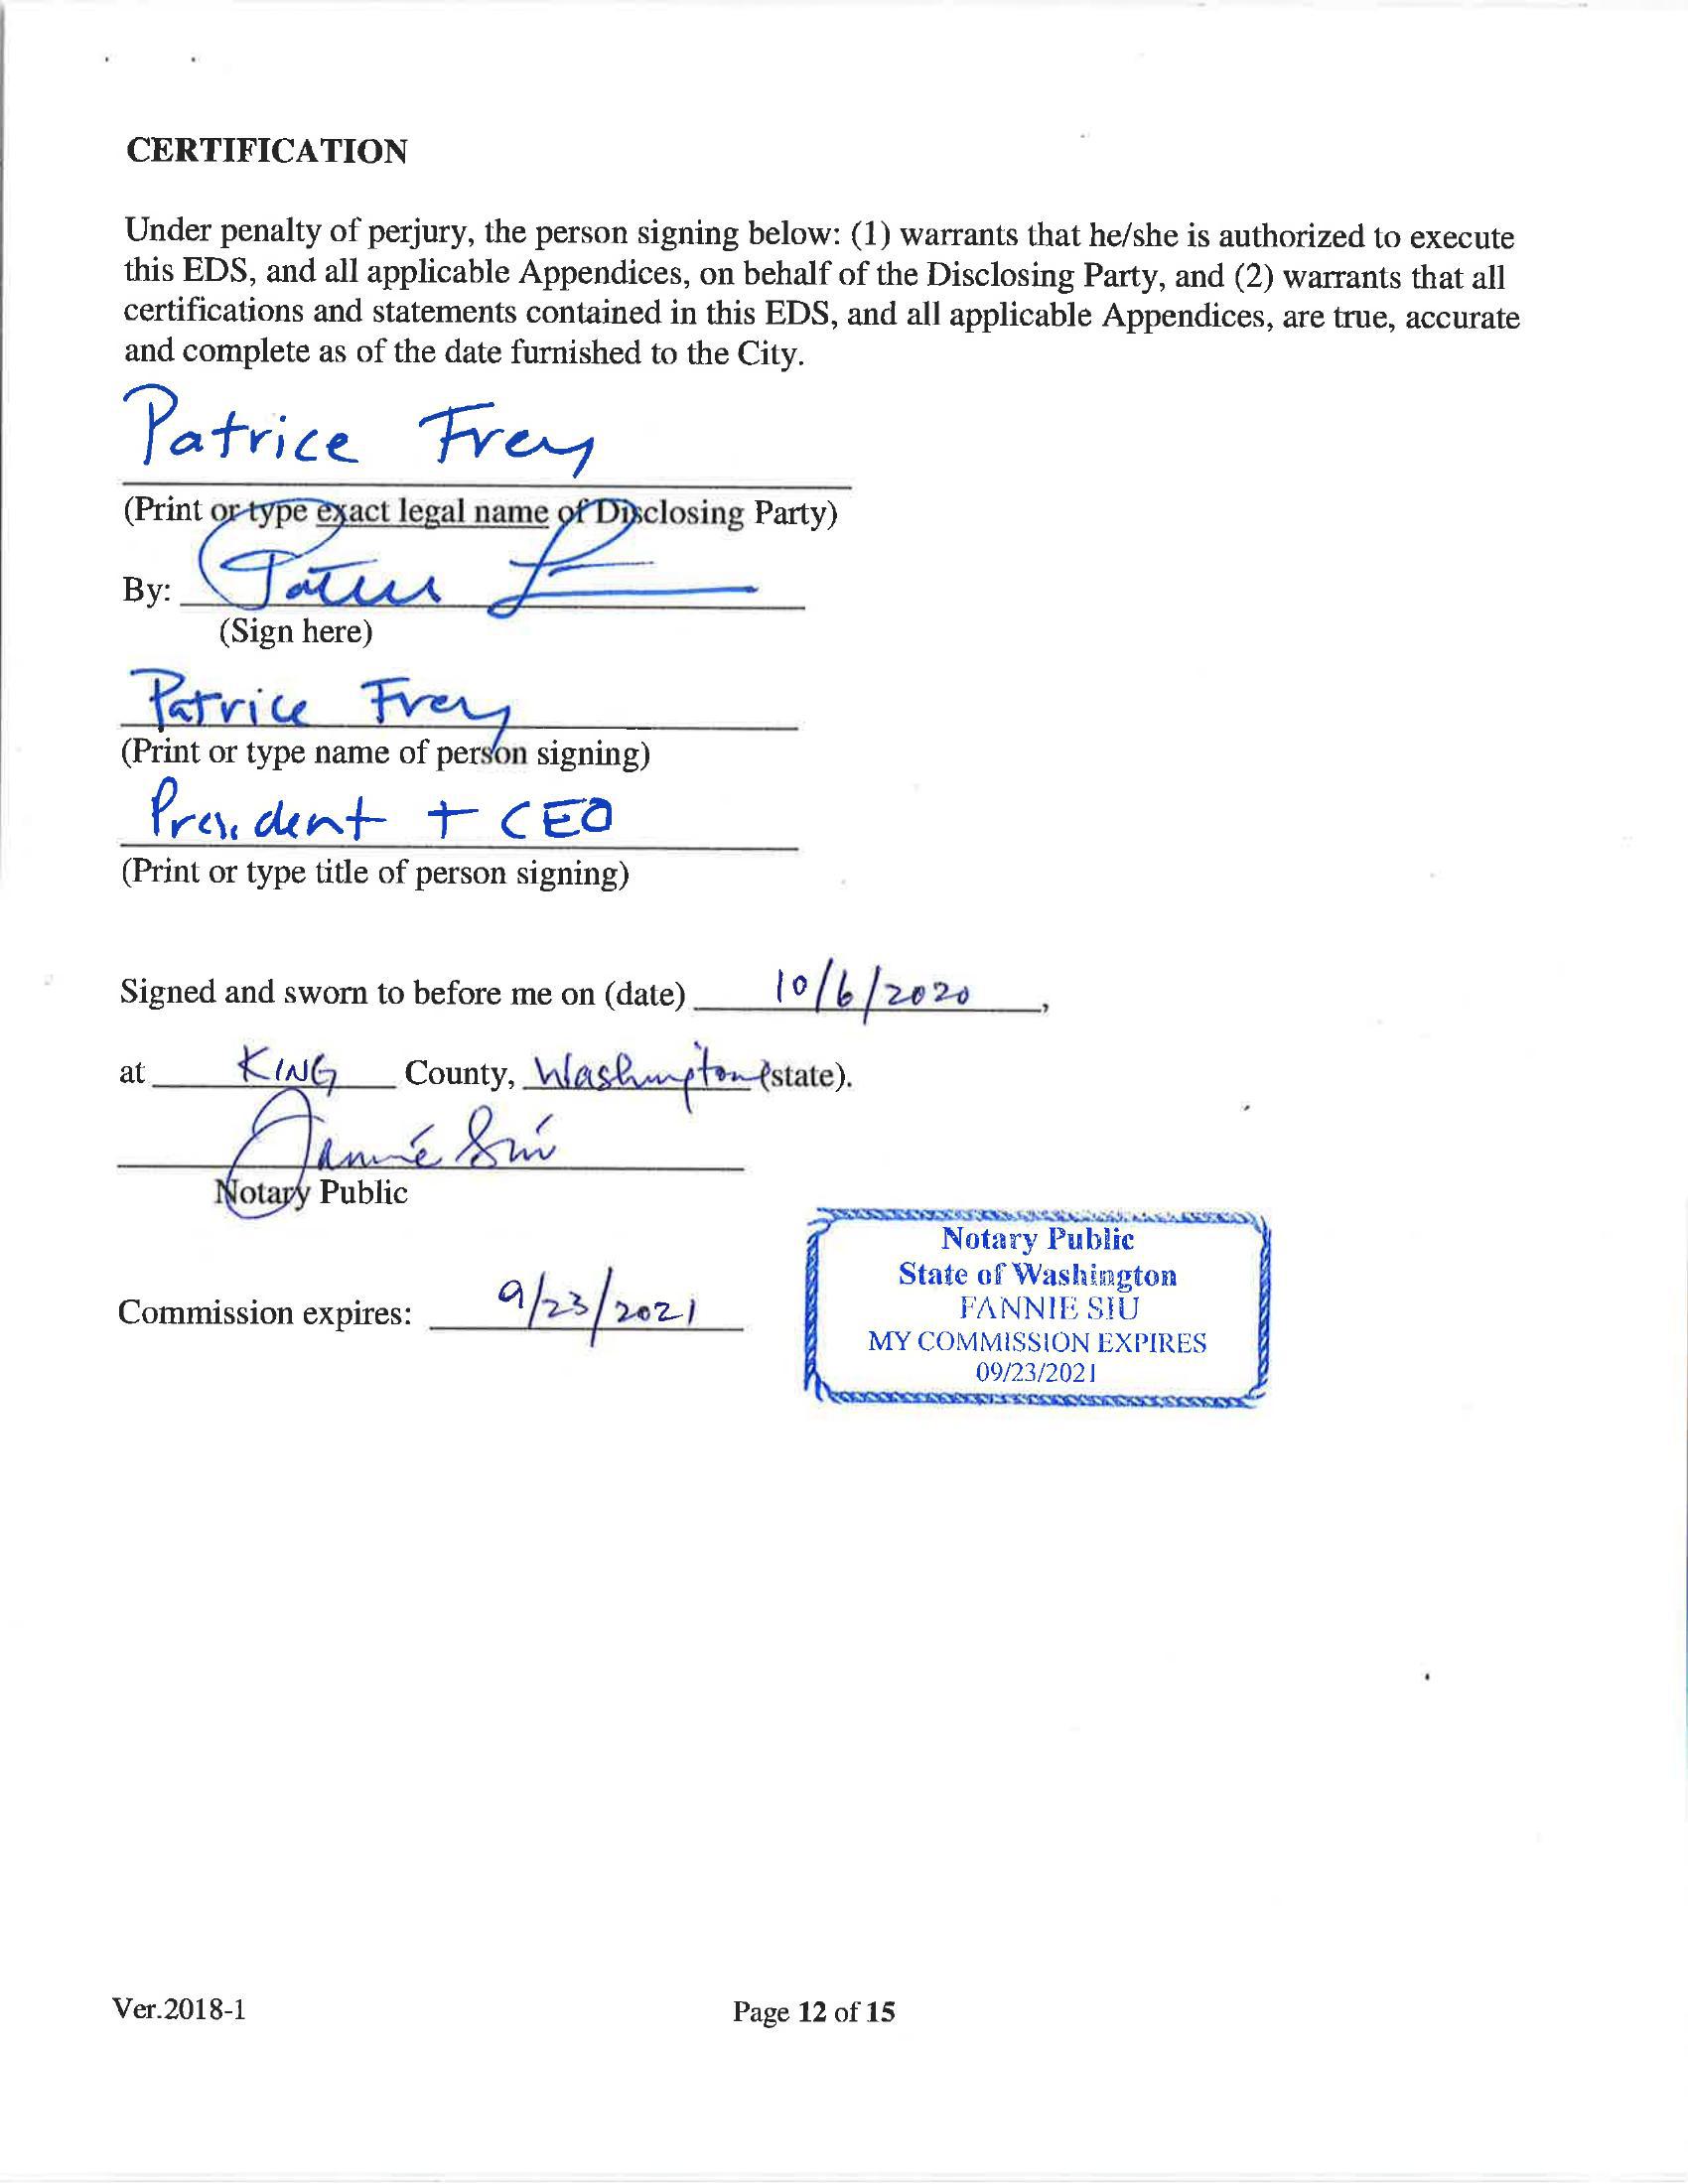 CERTIFICATION
Under penalty of perjury, the person signing below: (1) warrants that he/she is authorized to execute
this EDS, and all applicable Appendices, on behalf of the Disclosing Party, and (2) warrants that all
certifications and statements contained in this EDS, and all applicable Appendices, are true, accurate
and complete as of the date furnished to the City.
Patrice Frey
(Print or type exact legal name of Disclosing Party)
By:
(Sign here)
Patrice Frey
(Print or type name of person signing)
President + CEO
(Print or type title of person signing)
Signed and sworn to before me on (date) 10/6/2020,
at KING County, Washington (state).
Fannie Siu
Notary Public
Commission expires: 9/23/2021
Notary Public
State of Washington
FANNIE SIU
MY COMMISSION EXPIRES
09/23/2021
Ver.2018-1 Page 12 of 15